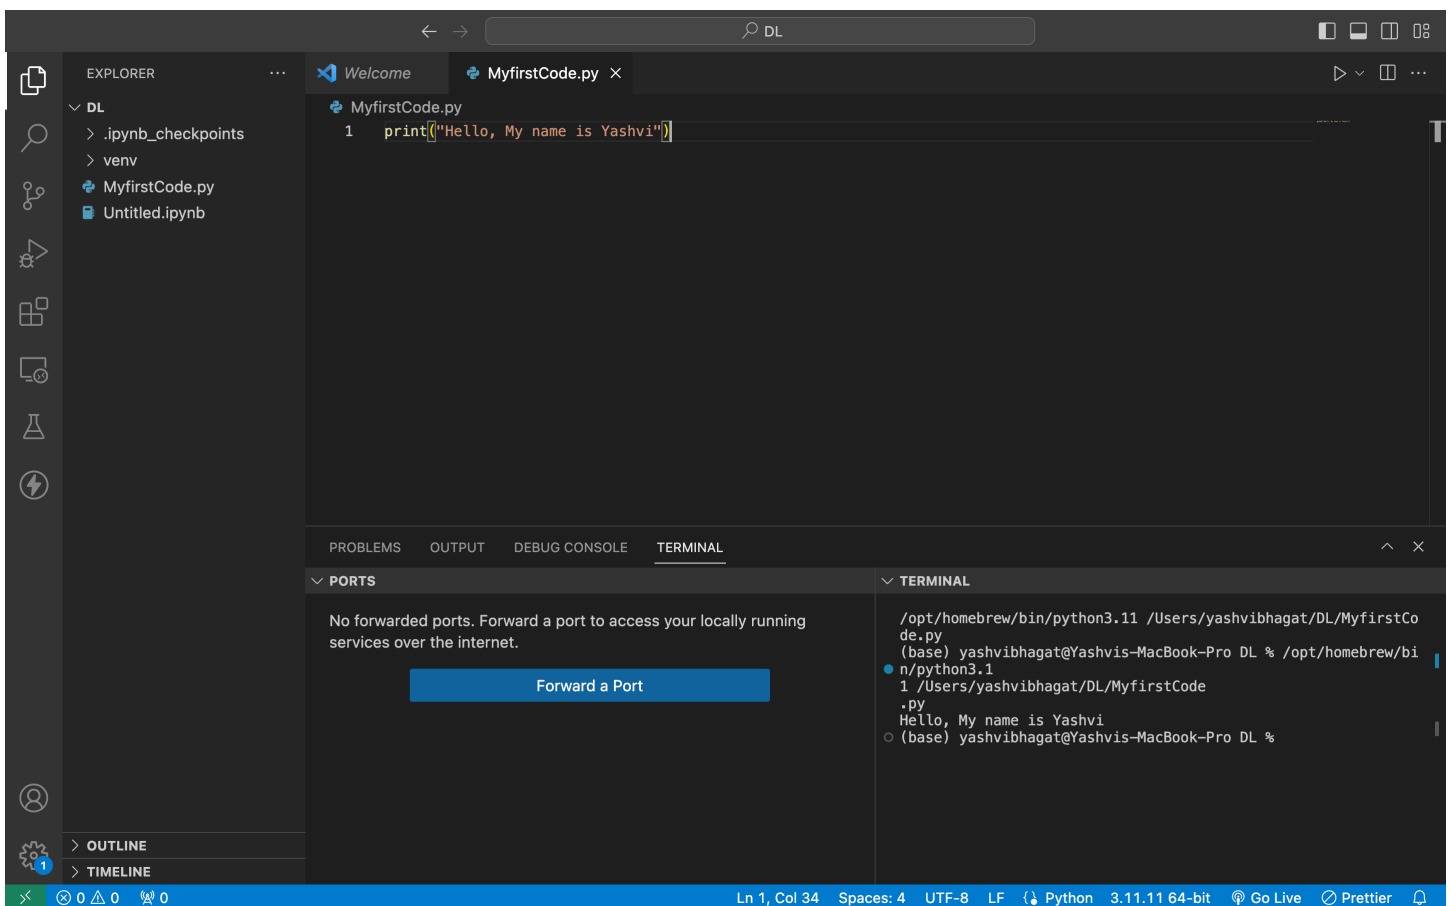 DL
EXPLORER
Welcome
MyfirstCode.py
DL
MyfirstCode.py
.ipynb_checkpoints
1 print("Hello, My name is Yashvi")
venv
MyfirstCode.py
Untitled.ipynb
PROBLEMS OUTPUT DEBUG CONSOLE TERMINAL
PORTS
No forwarded ports. Forward a port to access your locally running
services over the internet.
Forward a Port
TERMINAL
/opt/homebrew/bin/python3.11 /Users/yashvibhagat/DL/MyfirstCo
de.py
(base) yashvibhagat@Yashvis-MacBook-Pro DL % /opt/homebrew/bi
n/python3.1
1 /Users/yashvibhagat/DL/MyfirstCode
.py
Hello, My name is Yashvi
(base) yashvibhagat@Yashvis-MacBook-Pro DL %
OUTLINE
1
TIMELINE
0 0 0 Ln 1, Col 34 Spaces: 4 UTF-8 LF Python 3.11.11 64-bit Go Live Prettier